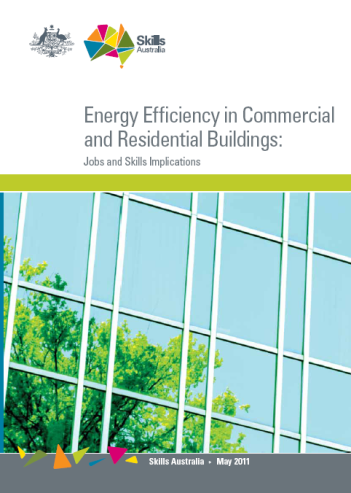 Skills
Australia
Energy Efficiency in Commercial
and Residential Buildings:
Jobs and Skills Implications
Skills Australia • May 2011